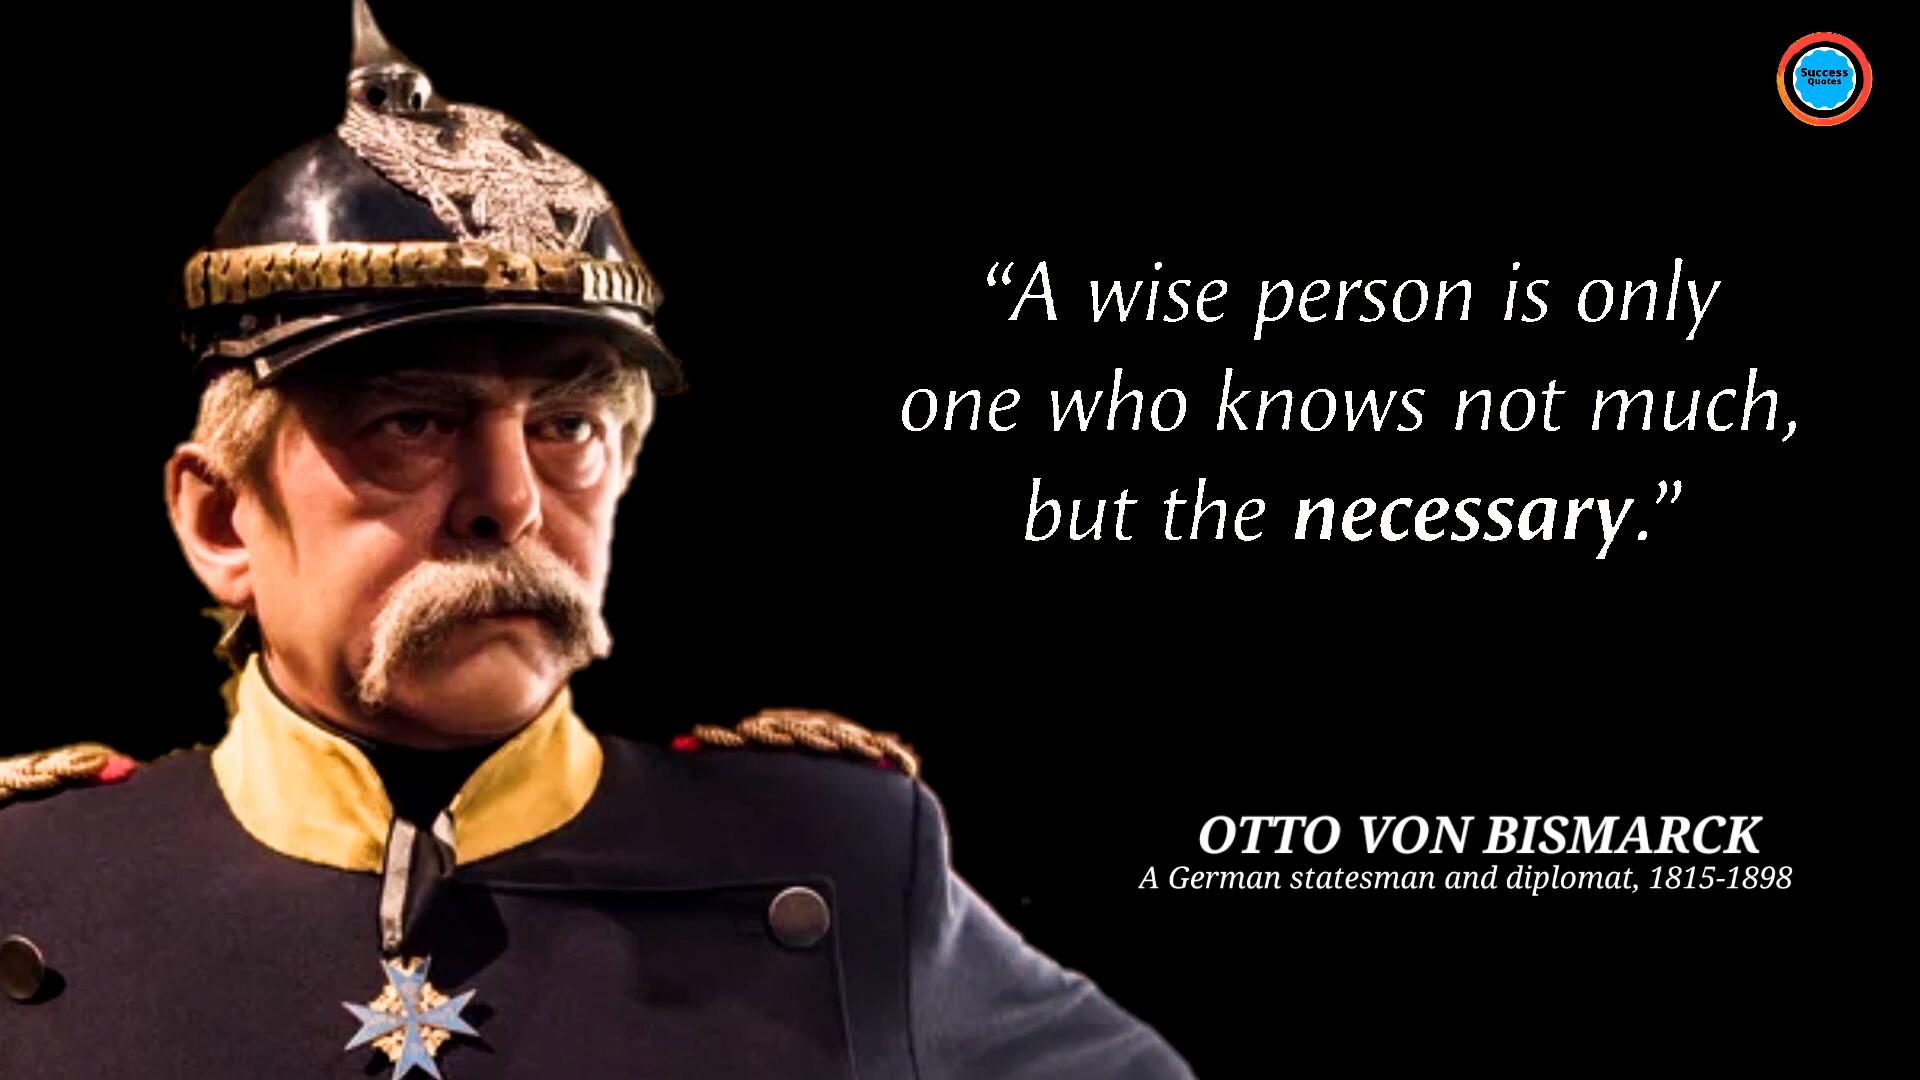 Success
Quotes
“A wise person is only
one who knows not much,
but the necessary.”
OTTO VON BISMARCK
A German statesman and diplomat, 1815-1898